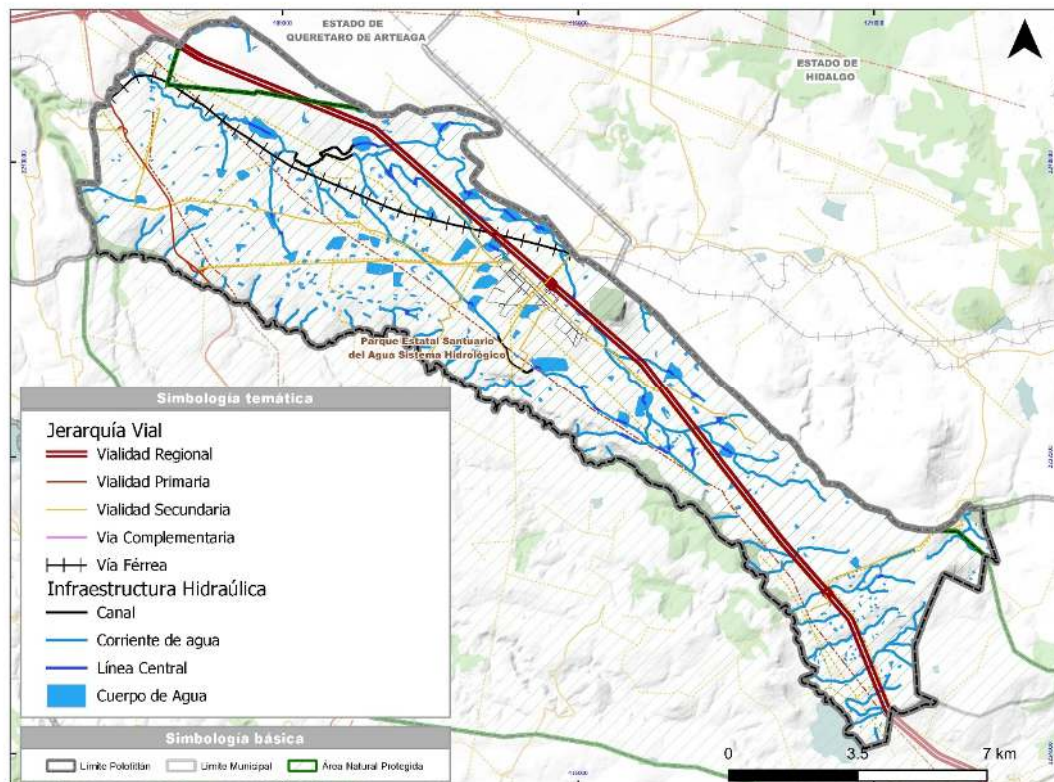 ESTADO DE
QUERETARO DE ARTEAGA
ESTADO DE
HIDALGO
Parque Estatal Santuario
del Agua Sistema Hidrológico
Simbología temática
Jerarquía Vial
Vialidad Regional
Vialidad Primaria
Vialidad Secundaria
Via Complementaria
Vía Férrea
Infraestructura Hidraúlica
Canal
Corriente de agua
Línea Central
Cuerpo de Agua
Simbología básica
Límite Polotitlán
Límite Municipal
Área Natural Protegida
0 3.5 7 km